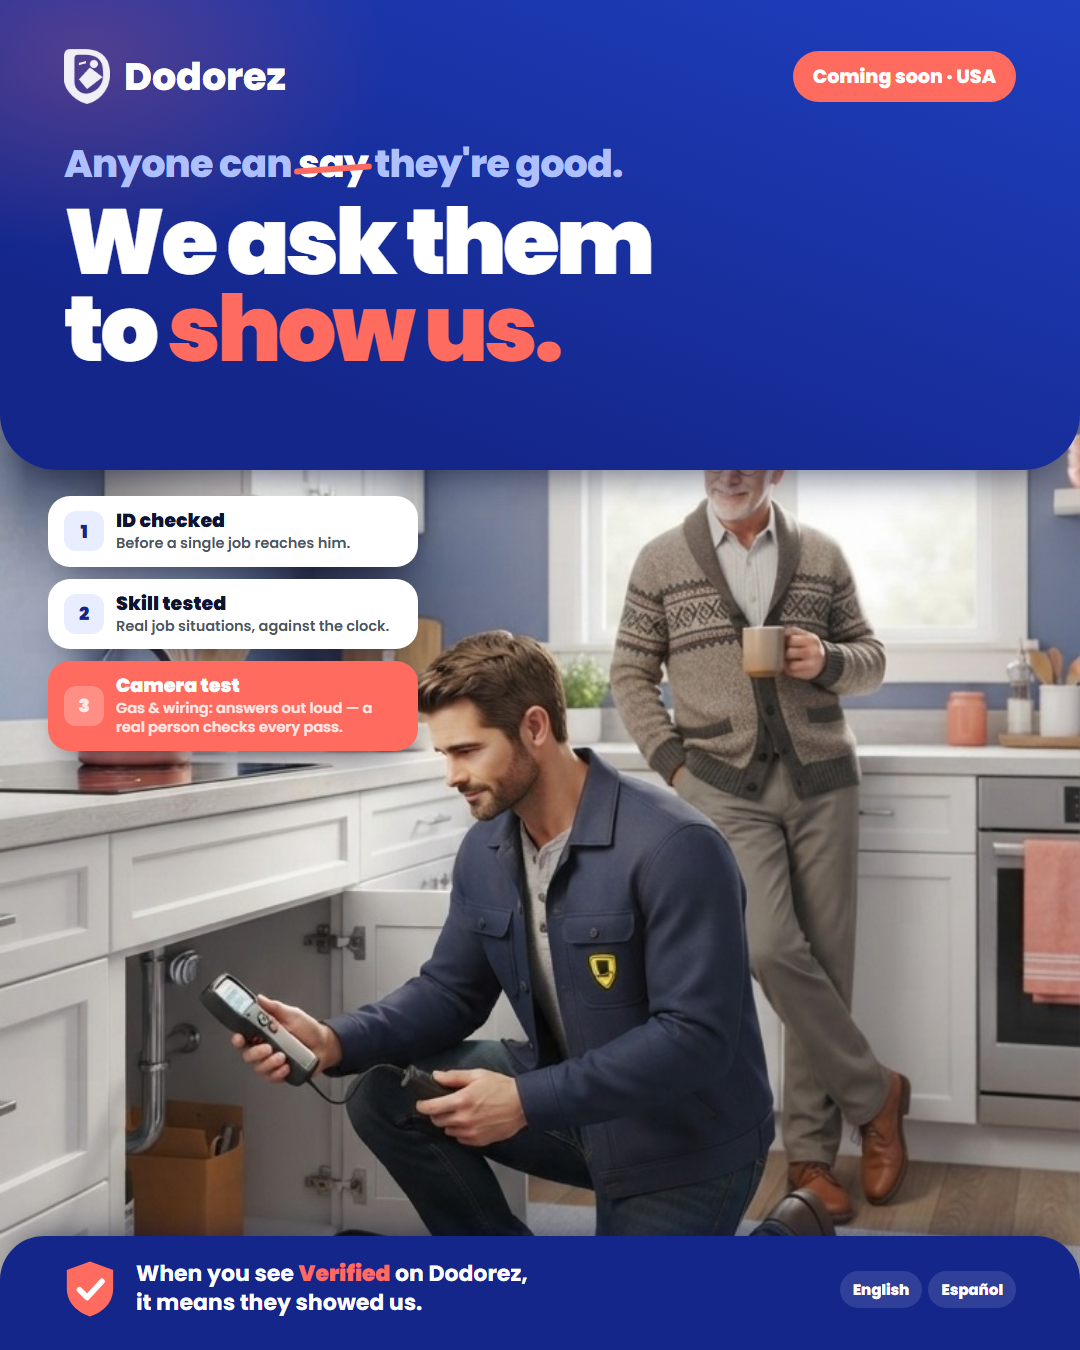 Dodorez
Coming soon • USA
Anyone can say they're good.
We ask them
to show us.
1
ID checked
Before a single job reaches him.
2
Skill tested
Real job situations, against the clock.
3
Camera test
Gas & wiring: answers out loud — a
real person checks every pass.
When you see Verified on Dodorez,
it means they showed us.
English
Español